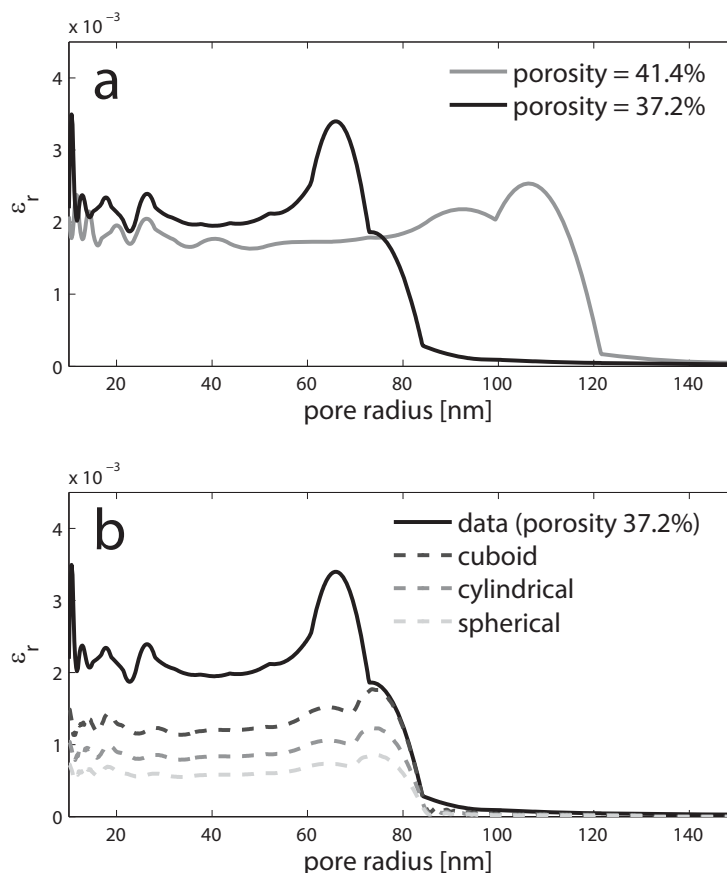 x 10⁻³
a
porosity = 41.4%
porosity = 37.2%
4
3
2
1
0
εr
20 40 60 80 100 120 140
pore radius [nm]
x 10⁻³
b
data (porosity 37.2%)
cuboid
cylindrical
spherical
4
3
2
1
0
εr
20 40 60 80 100 120 140
pore radius [nm]